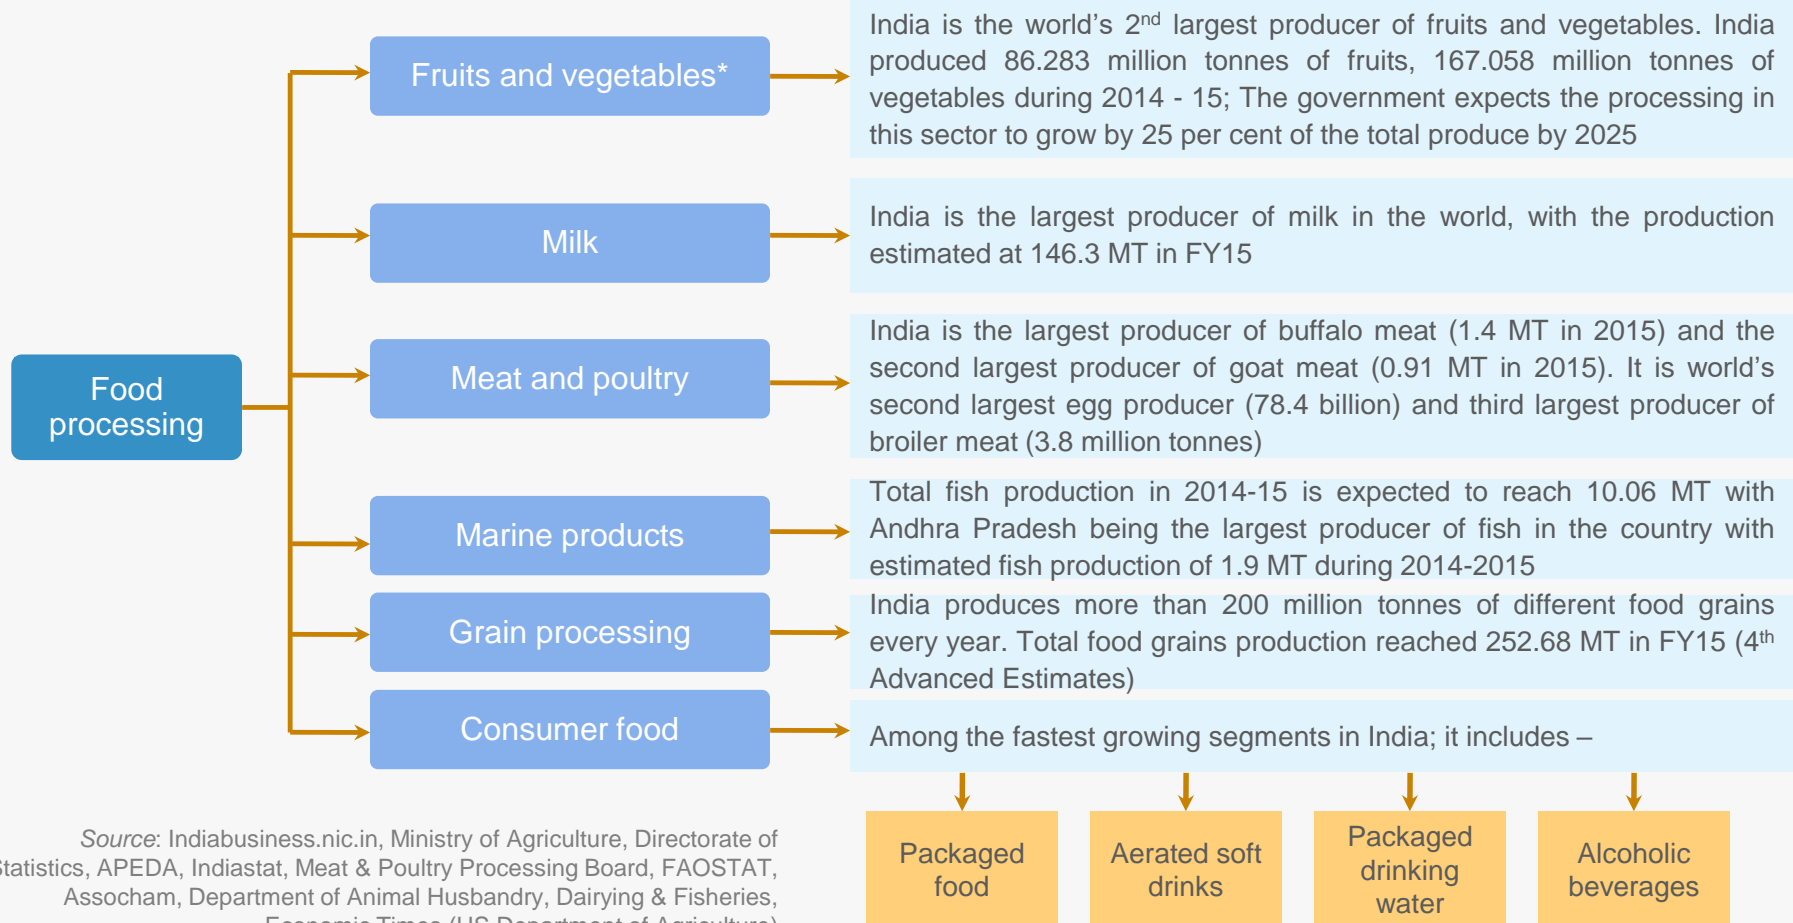 Food
processing
Fruits and vegetables*
India is the world’s 2nd largest producer of fruits and vegetables. India
produced 86.283 million tonnes of fruits, 167.058 million tonnes of
vegetables during 2014 - 15; The government expects the processing in
this sector to grow by 25 per cent of the total produce by 2025
Milk
India is the largest producer of milk in the world, with the production
estimated at 146.3 MT in FY15
Meat and poultry
India is the largest producer of buffalo meat (1.4 MT in 2015) and the
second largest producer of goat meat (0.91 MT in 2015). It is world’s
second largest egg producer (78.4 billion) and third largest producer of
broiler meat (3.8 million tonnes)
Marine products
Total fish production in 2014-15 is expected to reach 10.06 MT with
Andhra Pradesh being the largest producer of fish in the country with
estimated fish production of 1.9 MT during 2014-2015
Grain processing
India produces more than 200 million tonnes of different food grains
every year. Total food grains production reached 252.68 MT in FY15 (4th
Advanced Estimates)
Consumer food
Among the fastest growing segments in India; it includes –
Packaged
food
Aerated soft
drinks
Packaged
drinking
water
Alcoholic
beverages
Source: Indiabusiness.nic.in, Ministry of Agriculture, Directorate of
Statistics, APEDA, Indiastat, Meat & Poultry Processing Board, FAOSTAT,
Assocham, Department of Animal Husbandry, Dairying & Fisheries,
Economic Times (US Department of Agriculture)